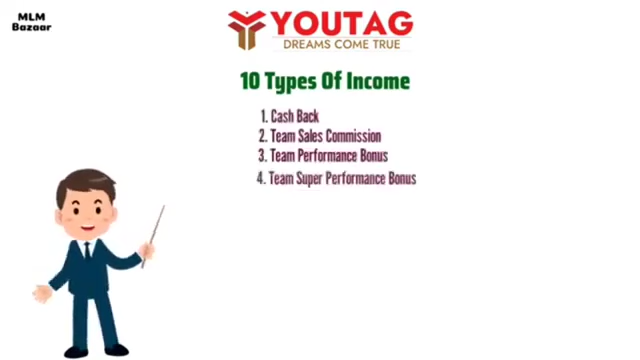 MLM
Bazaar
YOUTAG
DREAMS COME TRUE
10 Types Of Income
1. Cash Back
2. Team Sales Commission
3. Team Performance Bonus
4. Team Super Performance Bonus